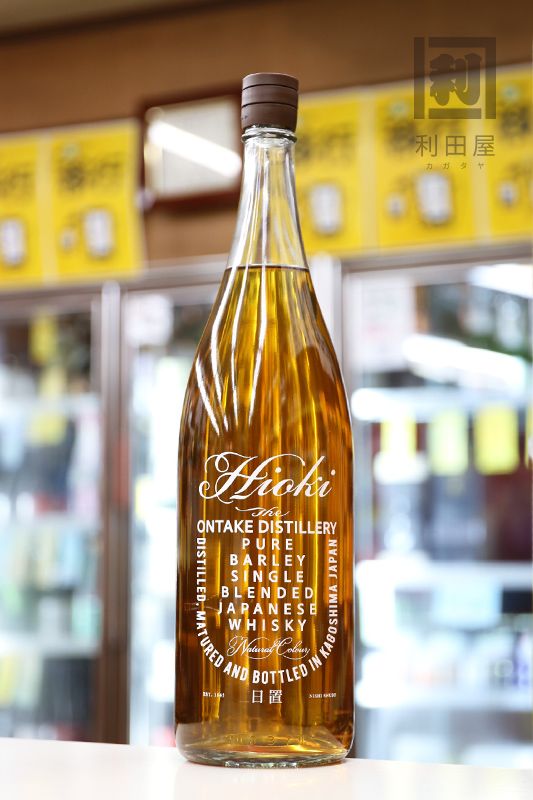 利
利田屋
カガタヤ
Hioki
The
ONTAKE DISTILLERY
PURE
BARLEY
SINGLE
BLENDED
JAPANESE
WHISKY
Natural Colour
DISTILLED, MATURED AND BOTTLED IN KAGOSHIMA JAPAN
日置